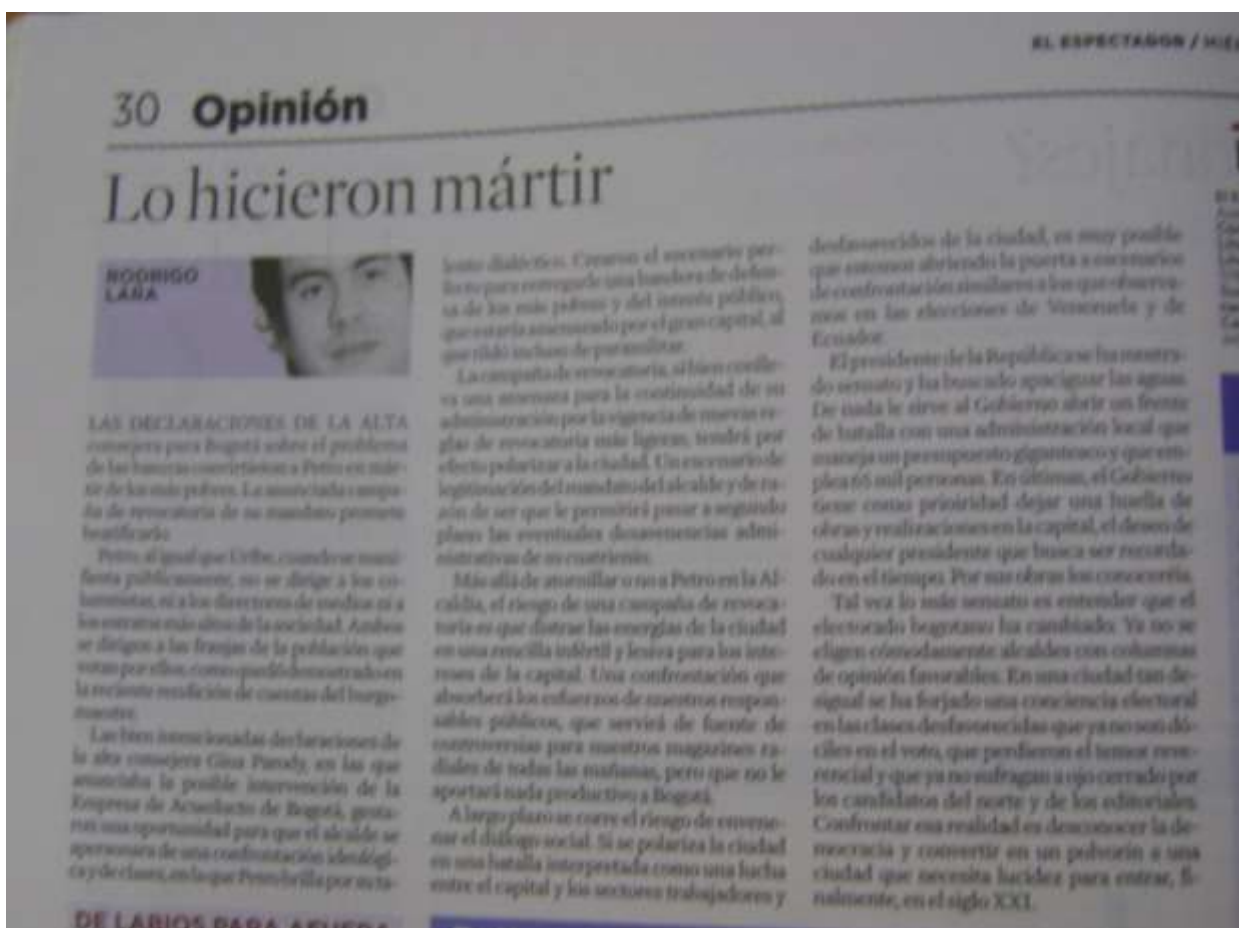 EL ESPECTADOR /
30 Opinión
Lo hicieron mártir
RODRIGO
LARA
LAS DECLARACIONES DE LA ALTA
consejera para Bogotá sobre el problema
de las basuras convirtieron a Petro en már-
tir de los más pobres. La anunciada campa-
ña de revocatoria de su mandato promete
beatificarlo.
Petro, al igual que Uribe, cuando se mani-
fiesta públicamente, no se dirige a los co-
lumnistas, ni a los directores de medios ni a
los estratos más altos de la sociedad. Ambos
se dirigen a las franjas de la población que
votan por ellos, como quedó demostrado en
la reciente rendición de cuentas del burgo-
maestre.
Las bien intencionadas declaraciones de
la alta consejera Gina Parody, en las que
anunciaba la posible intervención de la
Empresa de Acueducto de Bogotá, gesta-
ron una oportunidad para que el alcalde se
apersonara de una confrontación ideológi-
ca y de clases, en la que Petro brilla por su ta-
lento dialéctico. Crearon el escenario per-
fecto para entregarle una bandera de defen-
sa de los más pobres y del interés público,
que estaría amenazado por el gran capital, al
que tildó incluso de paramilitar.
La campaña de revocatoria, si bien conlle-
va una amenaza para la continuidad de su
administración por la vigencia de nuevas re-
glas de revocatoria más ligeras, tendrá por
efecto polarizar a la ciudad. Un escenario de
legitimación del mandato del alcalde y de ra-
zón de ser que le permitirá pasar a segundo
plano las eventuales desavenencias admi-
nistrativas de su cuatrienio.
Más allá de atornillar o no a Petro en la Al-
caldía, el riesgo de una campaña de revoca-
toria es que distrae las energías de la ciudad
en una rencilla infértil y lesiva para los inte-
reses de la capital. Una confrontación que
absorberá los esfuerzos de nuestros respon-
sables públicos, que servirá de fuente de
controversias para nuestros magazines ra-
diales de todas las mañanas, pero que no le
aportará nada productivo a Bogotá.
A largo plazo se corre el riesgo de envene-
nar el diálogo social. Si se polariza la ciudad
en una batalla interpretada como una lucha
entre el capital y los sectores trabajadores y
desfavorecidos de la ciudad, es muy posible
que estemos abriendo la puerta a escenarios
de confrontación similares a los que observa-
mos en las elecciones de Venezuela y de
Ecuador.
El presidente de la República se ha mostra-
do sensato y ha buscado apaciguar las aguas.
De nada le sirve al Gobierno abrir un frente
de batalla con una administración local que
maneja un presupuesto gigantesco y que em-
plea 65 mil personas. En últimas, el Gobierno
tiene como prioridad dejar una huella de
obras y realizaciones en la capital, el deseo de
cualquier presidente que busca ser recorda-
do en el tiempo. Por sus obras los conoceréis.
Tal vez lo más sensato es entender que el
electorado bogotano ha cambiado. Ya no se
eligen cómodamente alcaldes con columnas
de opinión favorables. En una ciudad tan de-
sigual se ha forjado una conciencia electoral
en las clases desfavorecidas que ya no son dó-
ciles en el voto, que perdieron el temor reve-
rencial y que ya no sufragan a ojo cerrado por
los candidatos del norte y de los editoriales.
Confrontar esa realidad es desconocer la de-
mocracia y convertir en un polvorín a una
ciudad que necesita lucidez para entrar, fi-
nalmente, en el siglo XXI.
DE LABIOS PARA AFUERA